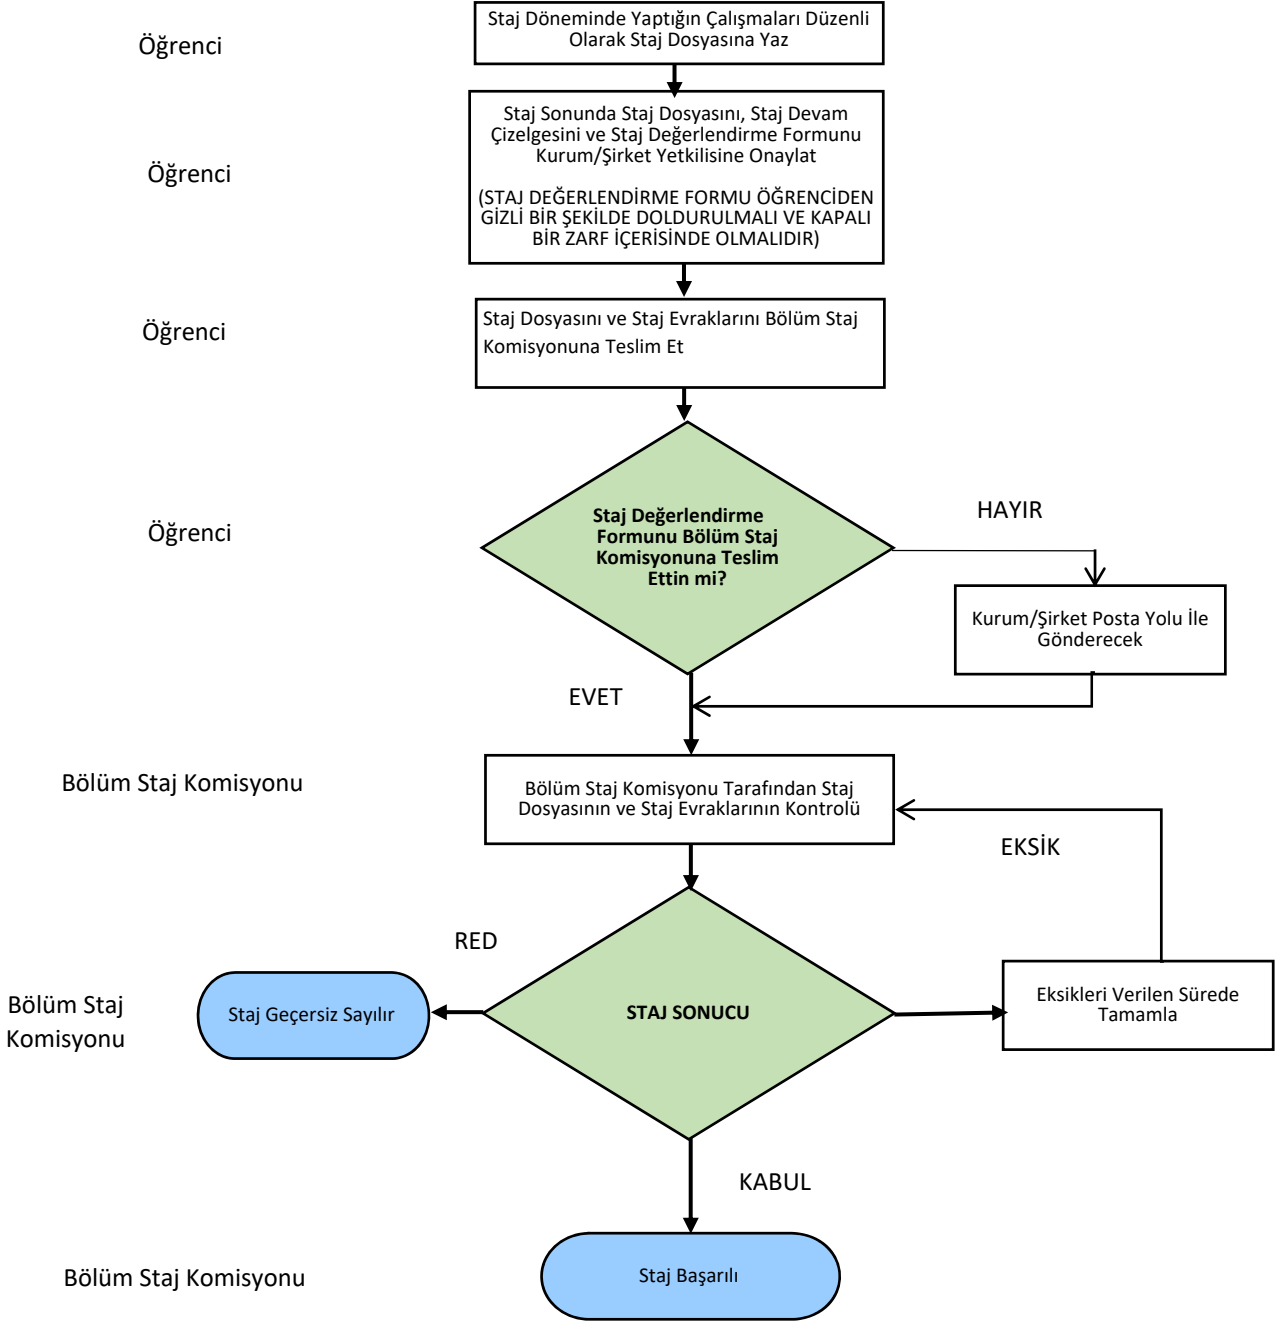 Öğrenci
Staj Döneminde Yaptığın Çalışmaları Düzenli
Olarak Staj Dosyasına Yaz
Öğrenci
Staj Sonunda Staj Dosyasını, Staj Devam
Çizelgesini ve Staj Değerlendirme Formunu
Kurum/Şirket Yetkilisine Onaylat
(STAJ DEĞERLENDİRME FORMU ÖĞRENCİDEN
GİZLİ BİR ŞEKİLDE DOLDURULMALI VE KAPALI
BİR ZARF İÇERİSİNDE OLMALIDIR)
Öğrenci
Staj Dosyasını ve Staj Evraklarını Bölüm Staj
Komisyonuna Teslim Et
Öğrenci
Staj Değerlendirme
Formunu Bölüm Staj
Komisyonuna Teslim
Ettin mi?
HAYIR
Kurum/Şirket Posta Yolu İle
Gönderecek
EVET
Bölüm Staj Komisyonu
Bölüm Staj Komisyonu Tarafından Staj
Dosyasının ve Staj Evraklarının Kontrolü
EKSİK
RED
Bölüm Staj
Komisyonu
Staj Geçersiz Sayılır
STAJ SONUCU
Eksikleri Verilen Sürede
Tamamla
KABUL
Bölüm Staj Komisyonu
Staj Başarılı